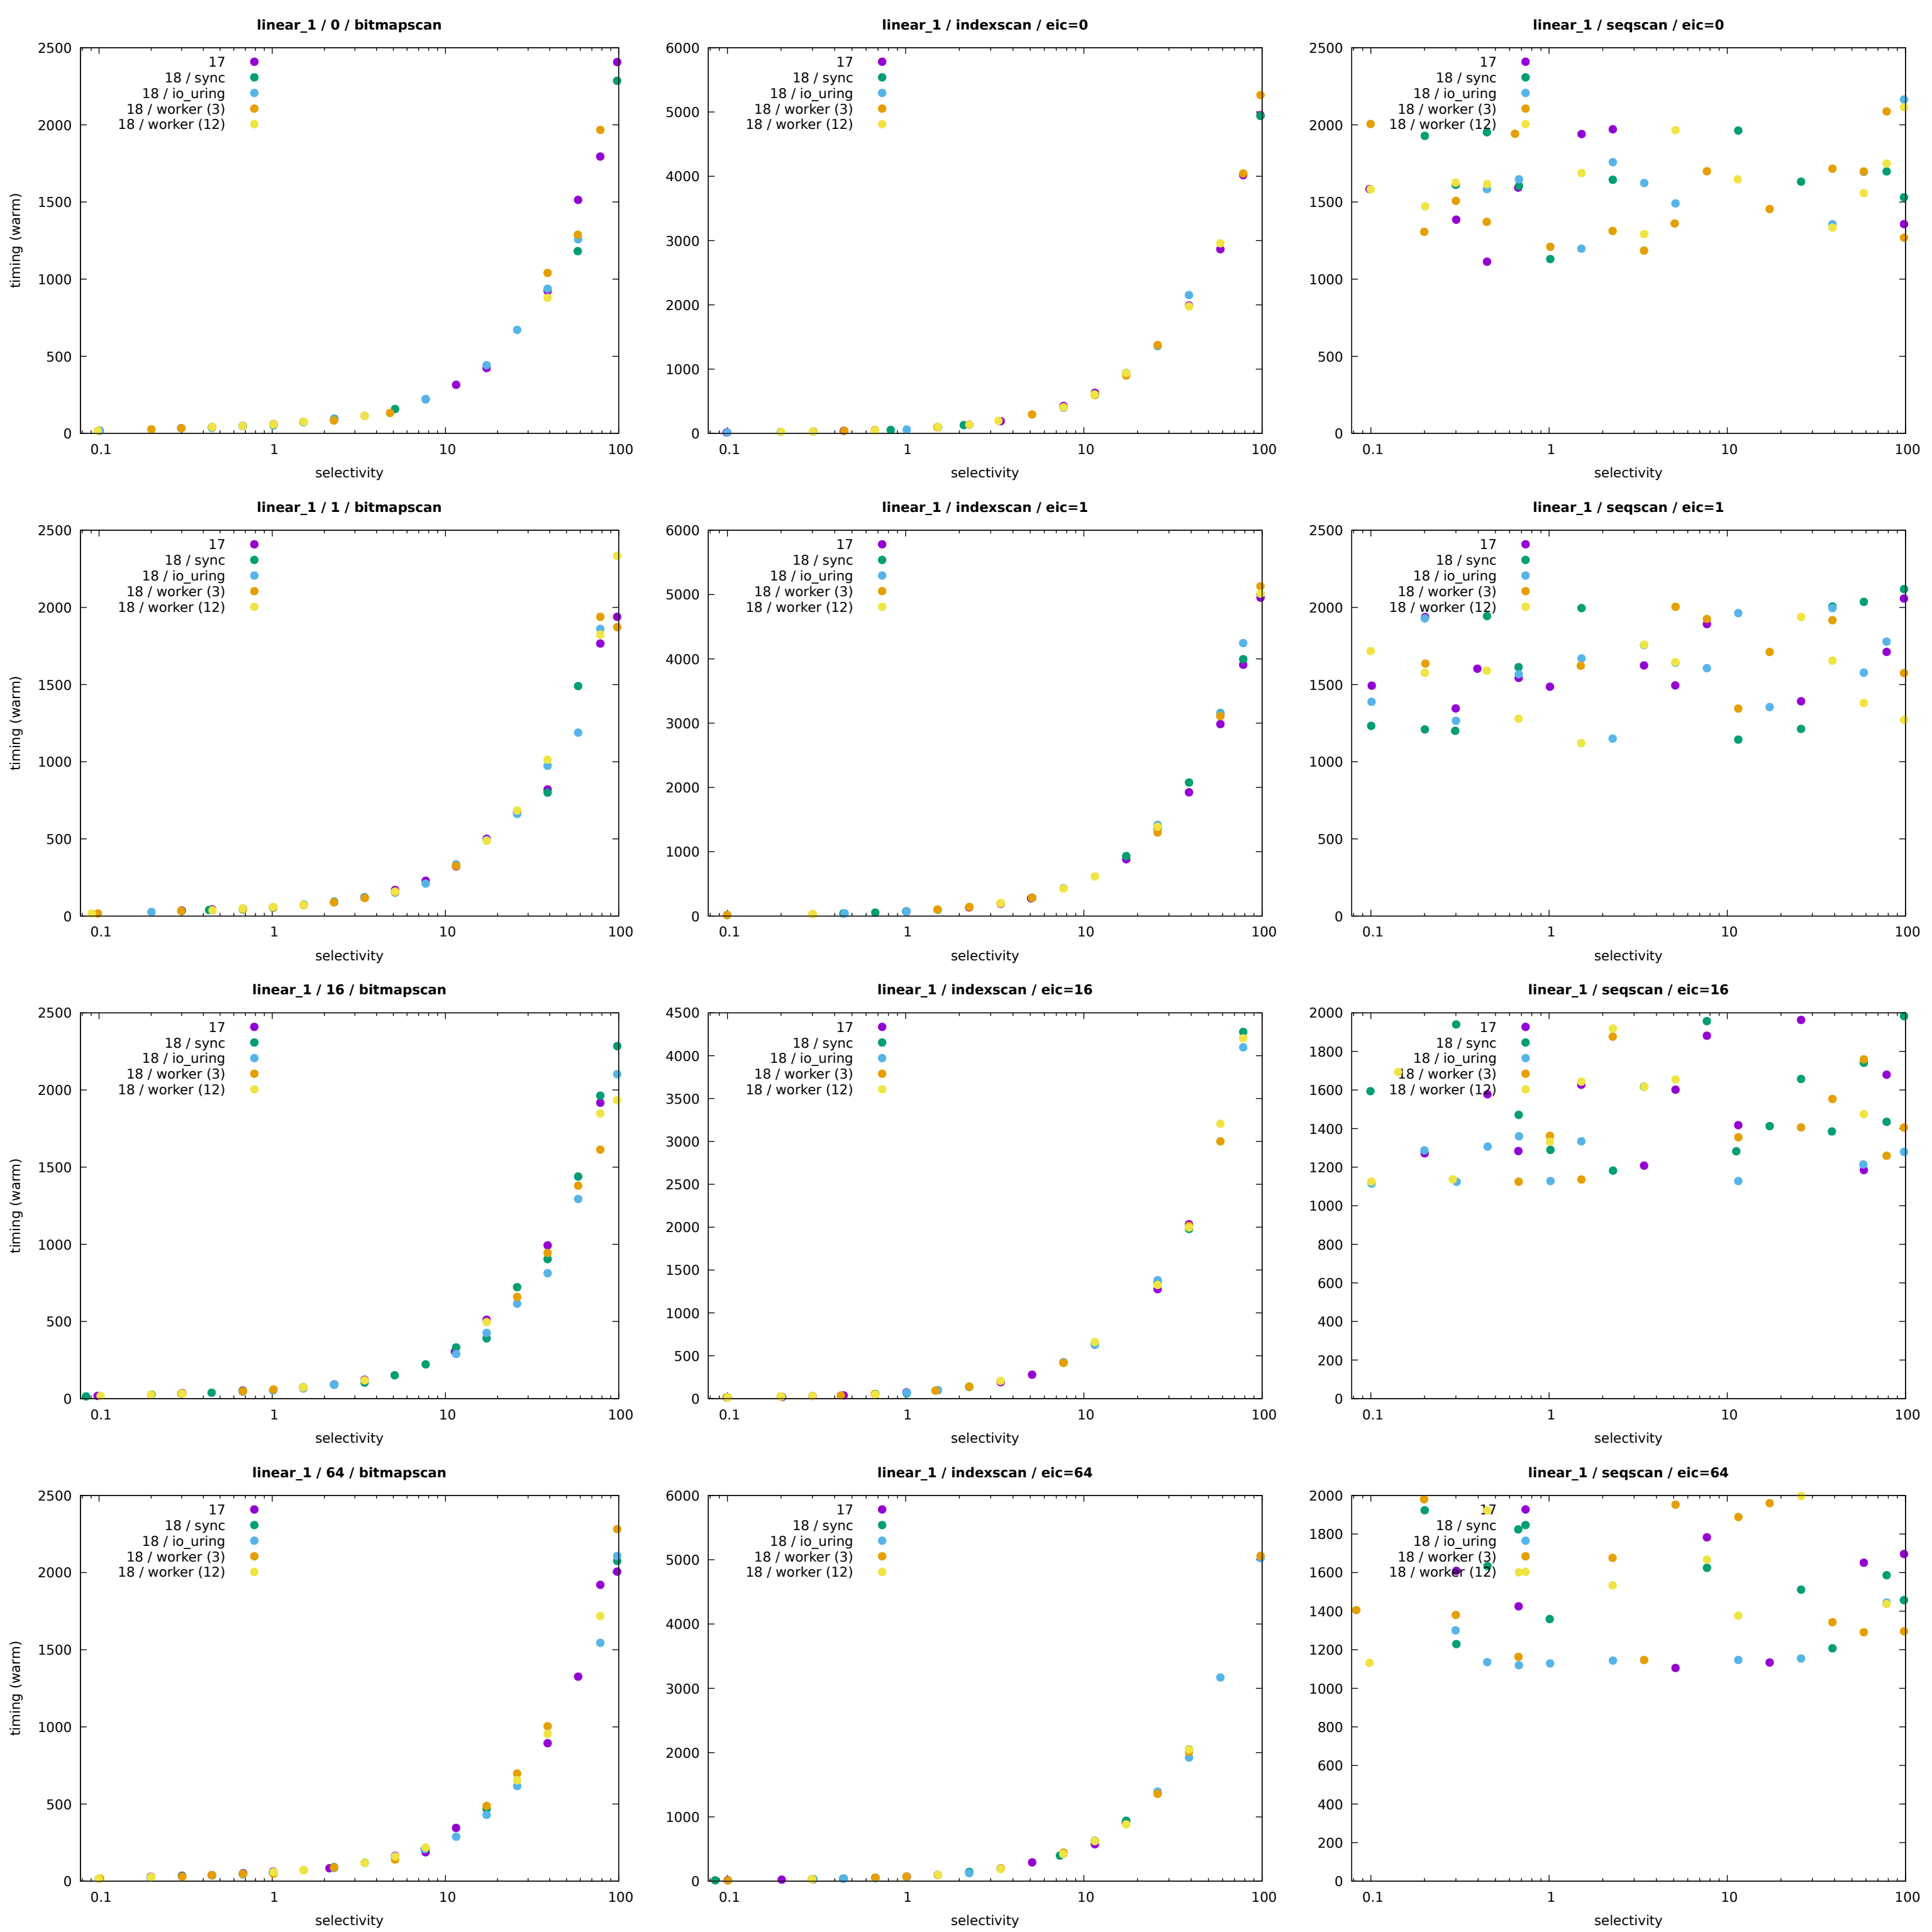 linear_1 / 0 / bitmapscan
timing (warm)
2500
2000
1500
1000
500
0
17
18 / sync
18 / io_uring
18 / worker (3)
18 / worker (12)
0.1 1 10 100
selectivity
linear_1 / indexscan / eic=0
6000
5000
4000
3000
2000
1000
0
17
18 / sync
18 / io_uring
18 / worker (3)
18 / worker (12)
0.1 1 10 100
selectivity
linear_1 / seqscan / eic=0
2500
2000
1500
1000
500
0
17
18 / sync
18 / io_uring
18 / worker (3)
18 / worker (12)
0.1 1 10 100
selectivity
linear_1 / 1 / bitmapscan
timing (warm)
2500
2000
1500
1000
500
0
17
18 / sync
18 / io_uring
18 / worker (3)
18 / worker (12)
0.1 1 10 100
selectivity
linear_1 / indexscan / eic=1
6000
5000
4000
3000
2000
1000
0
17
18 / sync
18 / io_uring
18 / worker (3)
18 / worker (12)
0.1 1 10 100
selectivity
linear_1 / seqscan / eic=1
2500
2000
1500
1000
500
0
17
18 / sync
18 / io_uring
18 / worker (3)
18 / worker (12)
0.1 1 10 100
selectivity
linear_1 / 16 / bitmapscan
timing (warm)
2500
2000
1500
1000
500
0
17
18 / sync
18 / io_uring
18 / worker (3)
18 / worker (12)
0.1 1 10 100
selectivity
linear_1 / indexscan / eic=16
4500
4000
3500
3000
2500
2000
1500
1000
500
0
17
18 / sync
18 / io_uring
18 / worker (3)
18 / worker (12)
0.1 1 10 100
selectivity
linear_1 / seqscan / eic=16
2000
1800
1600
1400
1200
1000
800
600
400
200
0
17
18 / sync
18 / io_uring
18 / worker (3)
18 / worker (12)
0.1 1 10 100
selectivity
linear_1 / 64 / bitmapscan
timing (warm)
2500
2000
1500
1000
500
0
17
18 / sync
18 / io_uring
18 / worker (3)
18 / worker (12)
0.1 1 10 100
selectivity
linear_1 / indexscan / eic=64
6000
5000
4000
3000
2000
1000
0
17
18 / sync
18 / io_uring
18 / worker (3)
18 / worker (12)
0.1 1 10 100
selectivity
linear_1 / seqscan / eic=64
2000
1800
1600
1400
1200
1000
800
600
400
200
0
17
18 / sync
18 / io_uring
18 / worker (3)
18 / worker (12)
0.1 1 10 100
selectivity